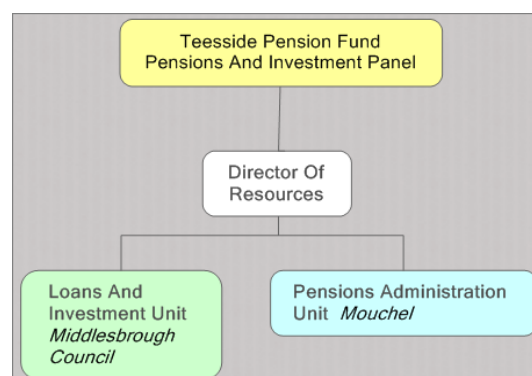 Teesside Pension Fund
Pensions And Investment Panel
Director Of
Resources
Loans And
Investment Unit
Middlesbrough
Council
Pensions Administration
Unit Mouchel